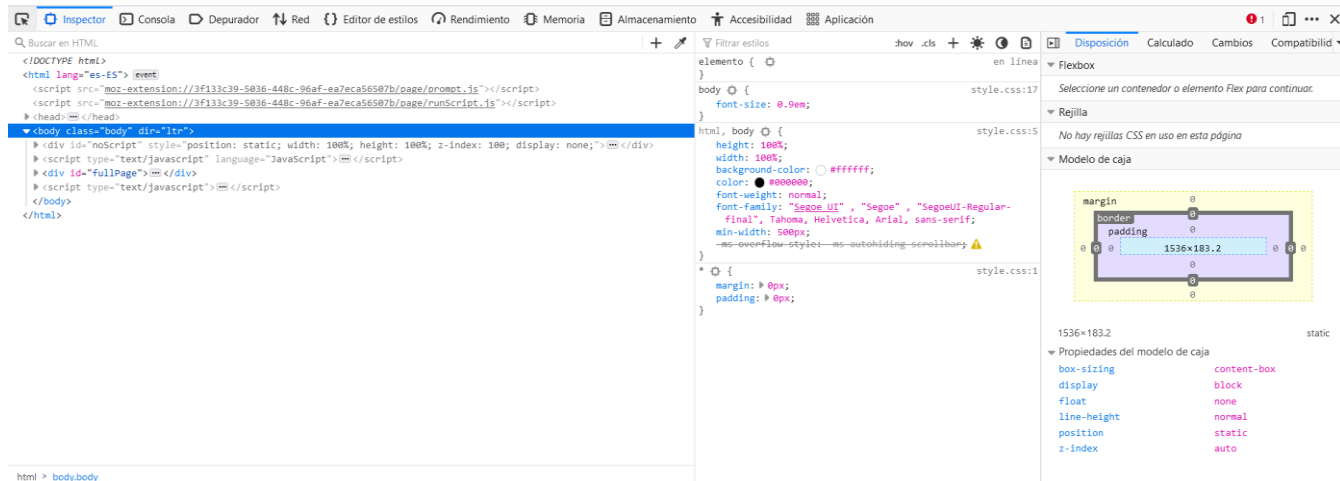 Inspector Consola Depurador Red Editor de estilos Rendimiento Memoria Almacenamiento Accesibilidad Aplicación 1
Buscar en HTML
<!DOCTYPE html>
<html lang="es-ES"> event
<script src="moz-extension://3f133c39-5036-448c-96af-ea7eca56507b/page/prompt.js"></script>
<script src="moz-extension://3f133c39-5036-448c-96af-ea7eca56507b/page/runScript.js"></script>
<head></head>
<body class="body" dir="ltr">
<div id="noScript" style="position: static; width: 100%; height: 100%; z-index: 100; display: none;"></div>
<script type="text/javascript" language="JavaScript"></script>
<div id="fullPage"></div>
<script type="text/javascript"></script>
</body>
</html>
html > body.body
Filtrar estilos :hov .cls
elemento { en línea
}
body { style.css:17
font-size: 0.9em;
}
html, body { style.css:5
height: 100%;
width: 100%;
background-color: #ffffff;
color: #000000;
font-weight: normal;
font-family: "Segoe UI" , "Segoe" , "SegoeUI-Regular-
final", Tahoma, Helvetica, Arial, sans-serif;
min-width: 500px;
-ms-overflow-style: -ms-autohiding-scrollbar;
}
* { style.css:1
margin: 0px;
padding: 0px;
}
Disposición Calculado Cambios Compatibilid
Flexbox
Seleccione un contenedor o elemento Flex para continuar.
Rejilla
No hay rejillas CSS en uso en esta página
Modelo de caja
margin 0
border 0
padding 0
0 0 0 1536×183.2 0 0 0
0
0
0
1536×183.2 static
Propiedades del modelo de caja
box-sizing content-box
display block
float none
line-height normal
position static
z-index auto